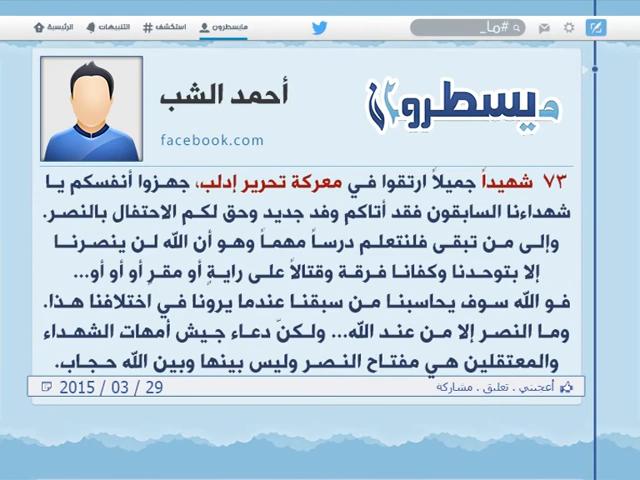 الرئيسية التنبيهات # استكشف مايسطرون #ما_
أحمد الشب
مايسطرون
facebook.com
٧٣ شهيداً جميلاً ارتقوا في معركة تحرير إدلب، جهزوا أنفسكم يا
شهداءنا السابقون فقد أتاكم وفد جديد وحق لكم الاحتفال بالنصر.
وإلى من تبقى فلنتعلم درساً مهماً وهو أن الله لن ينصرنا
إلا بتوحدنا وكفانا فرقة وقتالاً على رايةٍ أو مقرٍ أو أو أو...
فو الله سوف يحاسبنا من سبقنا عندما يرونا في اختلافنا هذا.
وما النصر إلا من عند الله... ولكنّ دعاء جيش أمهات الشهداء
والمعتقلين هي مفتاح النصر وليس بينها وبين الله حجاب.
أعجبني . تعليق . مشاركة 29 / 03 / 2015